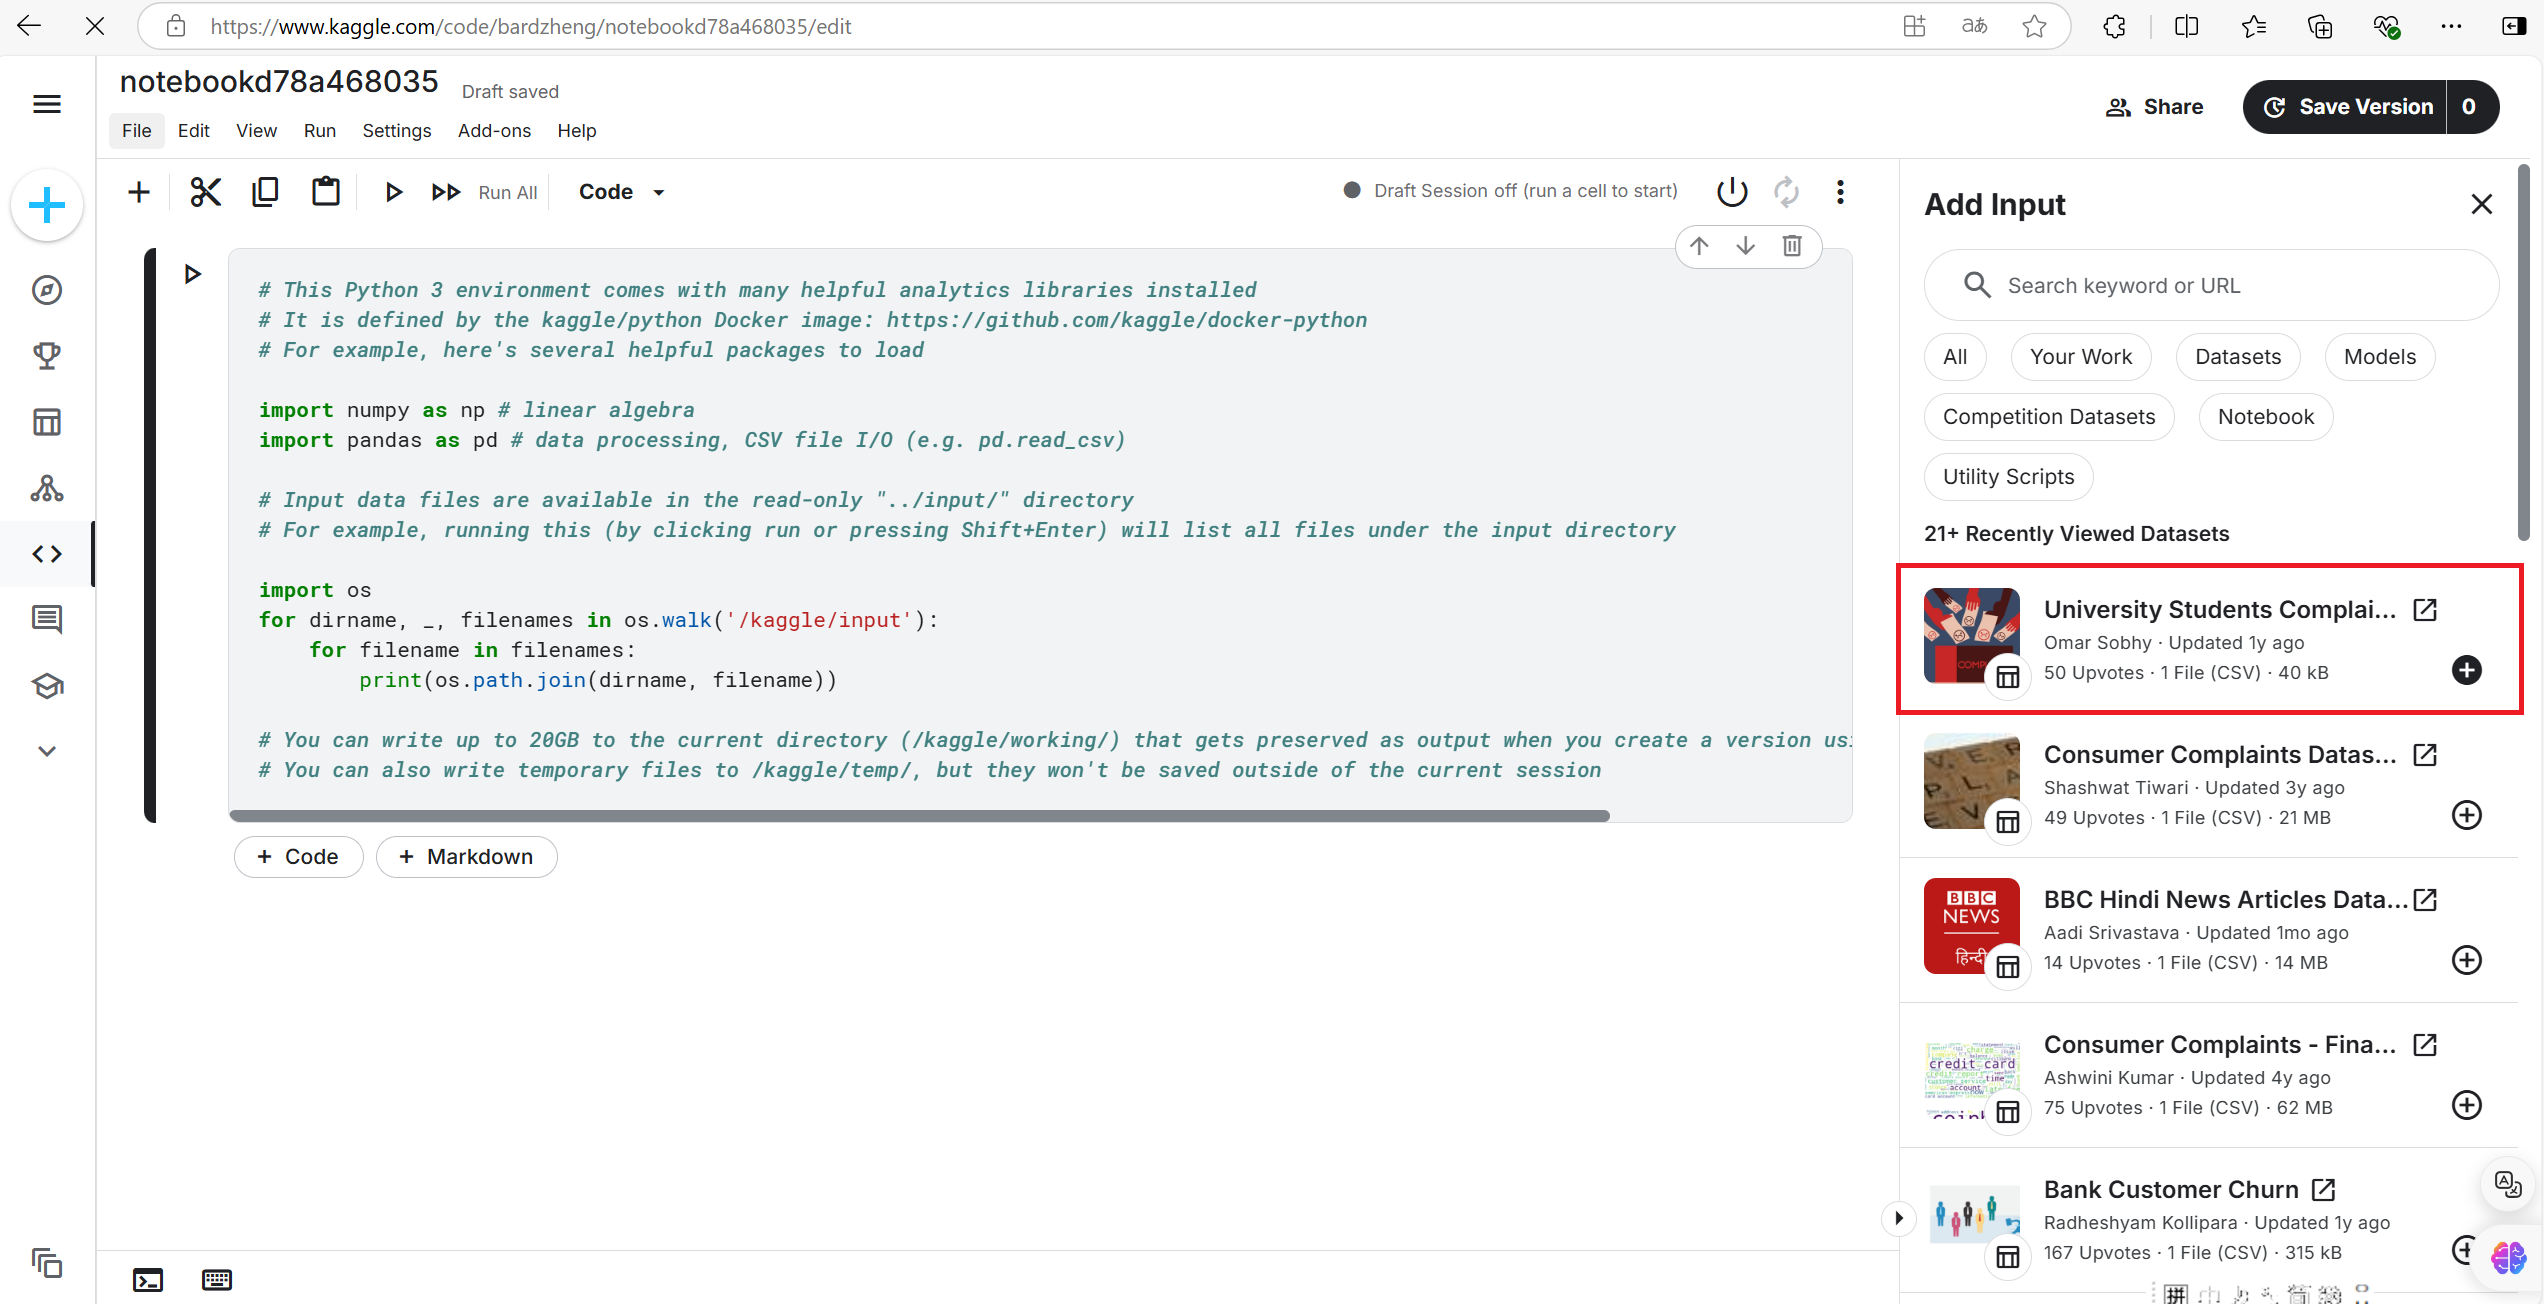 https://www.kaggle.com/code/bardzheng/notebookd78a468035/edit
notebookd78a468035
Draft saved
File Edit View Run Settings Add-ons Help
Share
Save Version 0
Run All
Code
Draft Session off (run a cell to start)
# This Python 3 environment comes with many helpful analytics libraries installed
# It is defined by the kaggle/python Docker image: https://github.com/kaggle/docker-python
# For example, here's several helpful packages to load
import numpy as np # linear algebra
import pandas as pd # data processing, CSV file I/O (e.g. pd.read_csv)
# Input data files are available in the read-only "../input/" directory
# For example, running this (by clicking run or pressing Shift+Enter) will list all files under the input directory
import os
for dirname, _, filenames in os.walk('/kaggle/input'):
    for filename in filenames:
        print(os.path.join(dirname, filename))
# You can write up to 20GB to the current directory (/kaggle/working/) that gets preserved as output when you create a version usi
# You can also write temporary files to /kaggle/temp/, but they won't be saved outside of the current session
+ Code
+ Markdown
Add Input
Search keyword or URL
All
Your Work
Datasets
Models
Competition Datasets
Notebook
Utility Scripts
21+ Recently Viewed Datasets
University Students Complai...
Omar Sobhy · Updated 1y ago
50 Upvotes · 1 File (CSV) · 40 kB
Consumer Complaints Datas...
Shashwat Tiwari · Updated 3y ago
49 Upvotes · 1 File (CSV) · 21 MB
BBC
NEWS
हिन्दी
BBC Hindi News Articles Data...
Aadi Srivastava · Updated 1mo ago
14 Upvotes · 1 File (CSV) · 14 MB
credit card
time
account
Consumer Complaints - Fina...
Ashwini Kumar · Updated 4y ago
75 Upvotes · 1 File (CSV) · 62 MB
Bank Customer Churn
Radheshyam Kollipara · Updated 1y ago
167 Upvotes · 1 File (CSV) · 315 kB